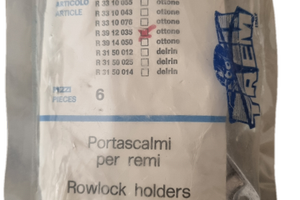 ARTICOLO R 33 10 035 ottone
ARTICLE R 33 10 043 ottone
R 33 10 076 ottone
R 39 12 035 ottone
R 39 14 050 ottone
R 31 50 012 delrin
R 31 50 025 delrin
R 31 50 014 delrin
PEZZI
PIECES 6
TREM
Portascalmi
per remi
Rowlock holders